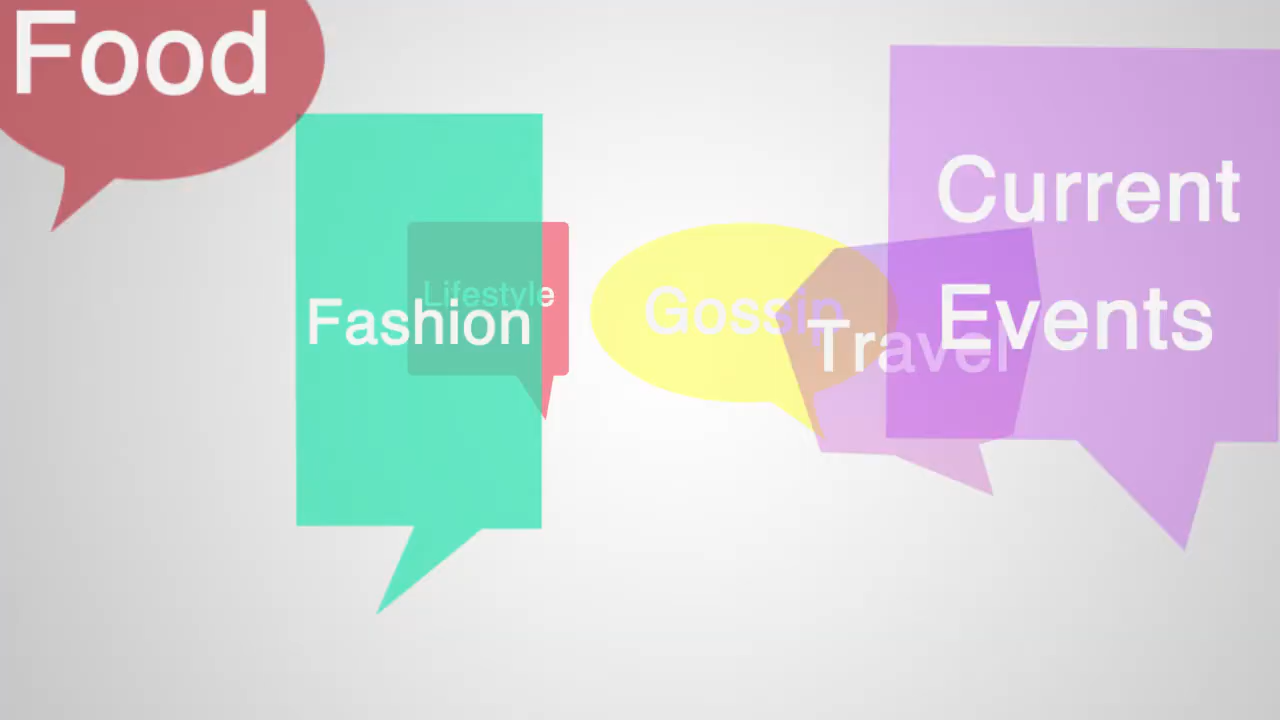 Food
Lifestyle
Fashion
Gossip
Travel
Current
Events